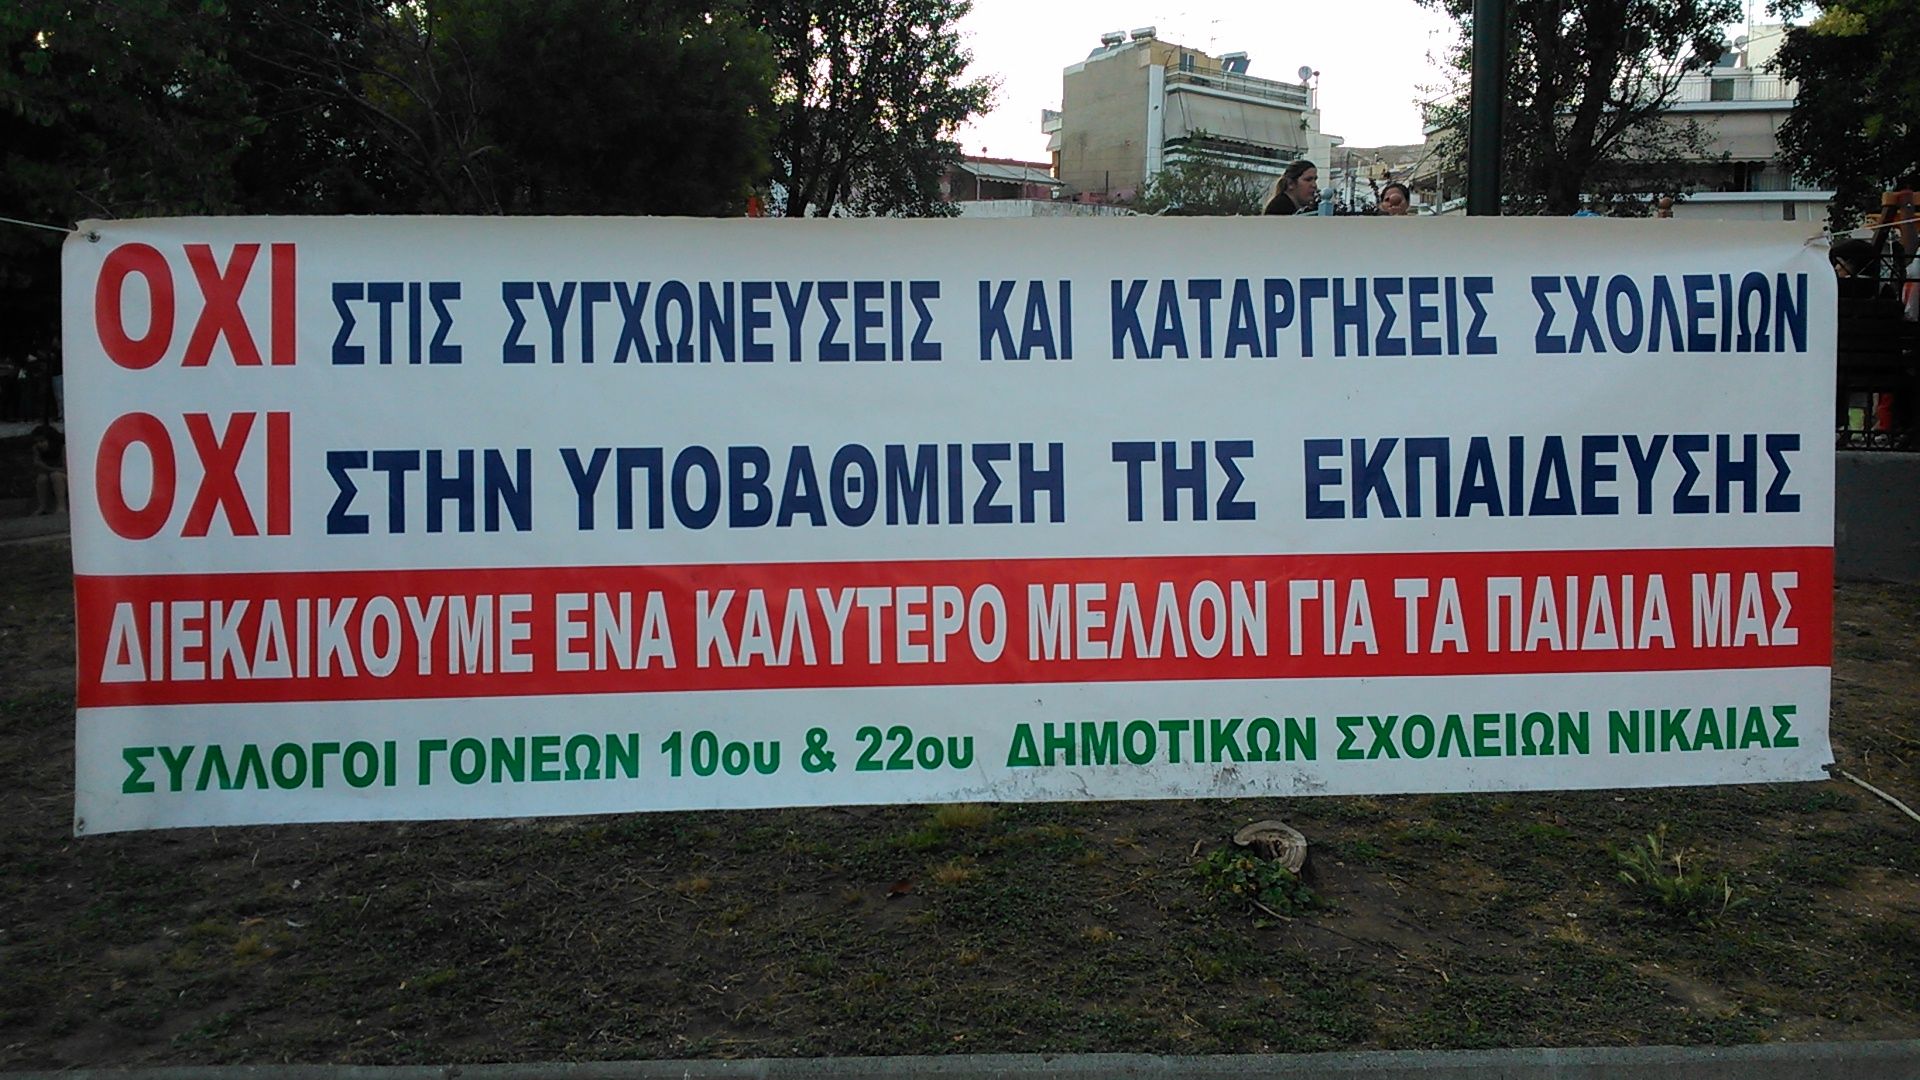 ΟΧΙ ΣΤΙΣ ΣΥΓΧΩΝΕΥΣΕΙΣ ΚΑΙ ΚΑΤΑΡΓΗΣΕΙΣ ΣΧΟΛΕΙΩΝ
ΟΧΙ ΣΤΗΝ ΥΠΟΒΑΘΜΙΣΗ ΤΗΣ ΕΚΠΑΙΔΕΥΣΗΣ
ΔΙΕΚΔΙΚΟΥΜΕ ΕΝΑ ΚΑΛΥΤΕΡΟ ΜΕΛΛΟΝ ΓΙΑ ΤΑ ΠΑΙΔΙΑ ΜΑΣ
ΣΥΛΛΟΓΟΙ ΓΟΝΕΩΝ 10ου & 22ου ΔΗΜΟΤΙΚΩΝ ΣΧΟΛΕΙΩΝ ΝΙΚΑΙΑΣ